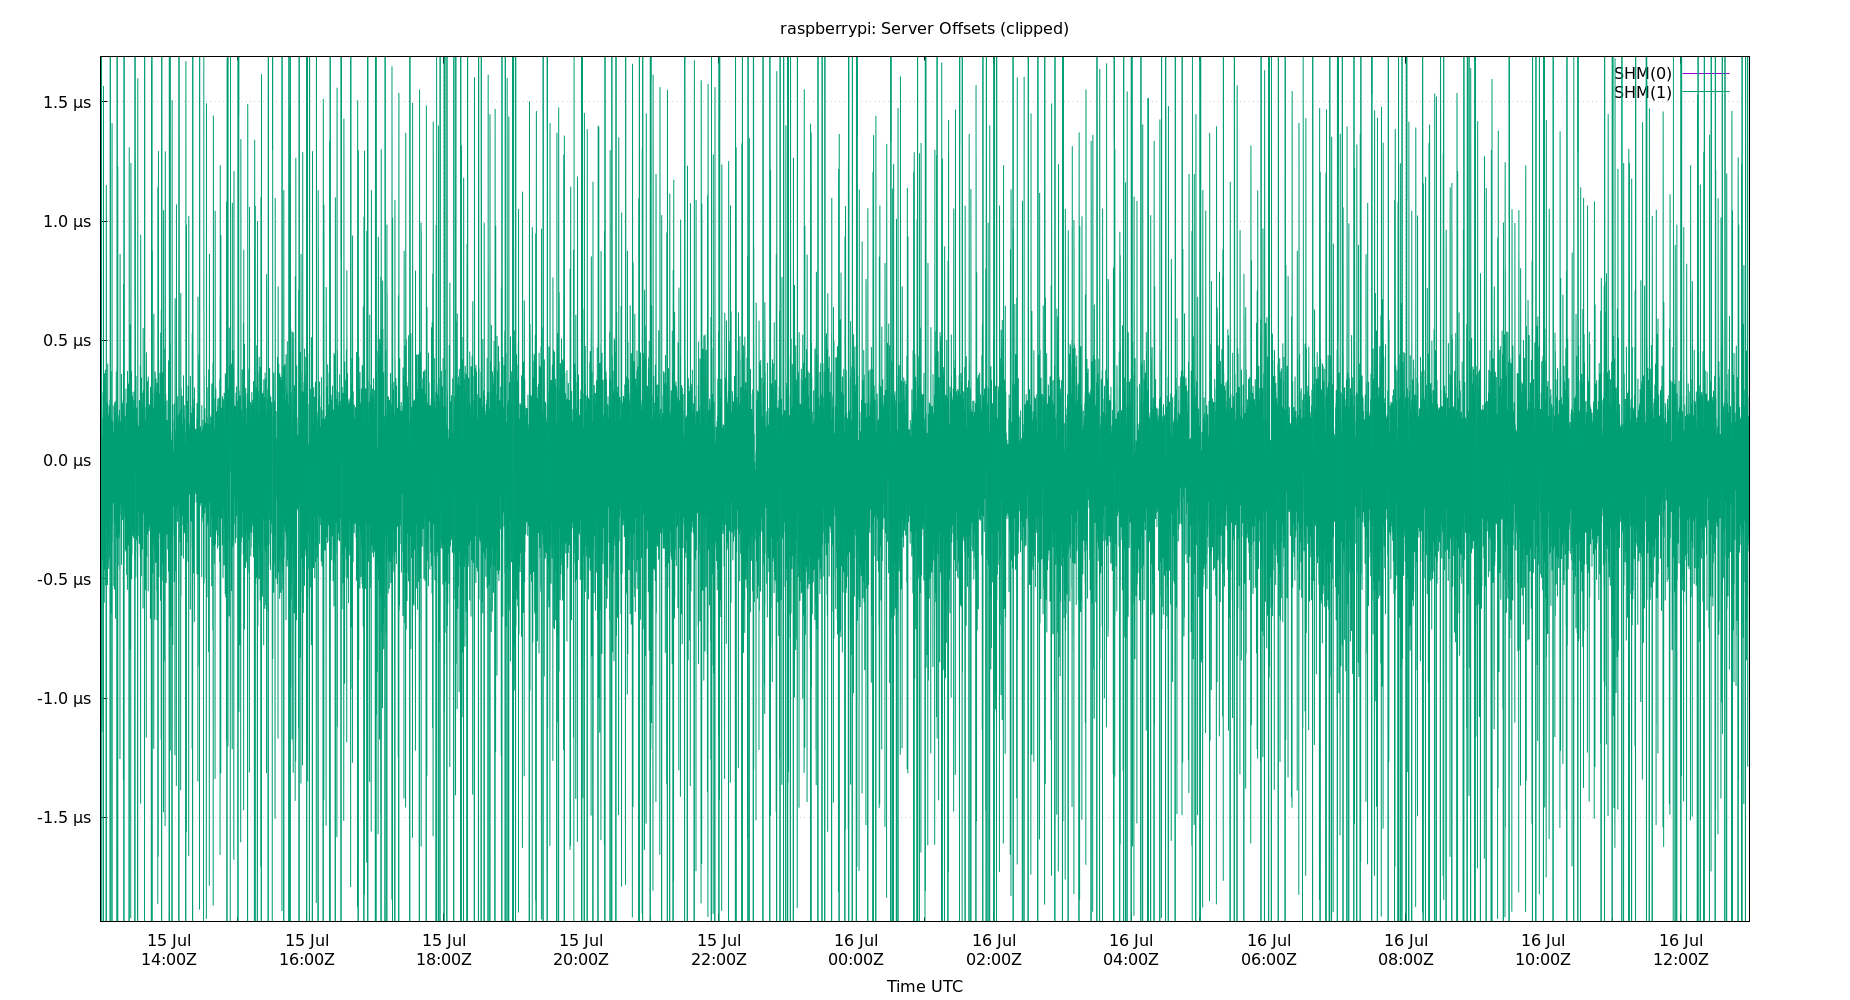 raspberrypi: Server Offsets (clipped)
SHM(0)
SHM(1)
1.5 µs
1.0 µs
0.5 µs
0.0 µs
-0.5 µs
-1.0 µs
-1.5 µs
15 Jul 15 Jul 15 Jul 15 Jul 15 Jul 16 Jul 16 Jul 16 Jul 16 Jul 16 Jul 16 Jul 16 Jul
14:00Z 16:00Z 18:00Z 20:00Z 22:00Z 00:00Z 02:00Z 04:00Z 06:00Z 08:00Z 10:00Z 12:00Z
Time UTC